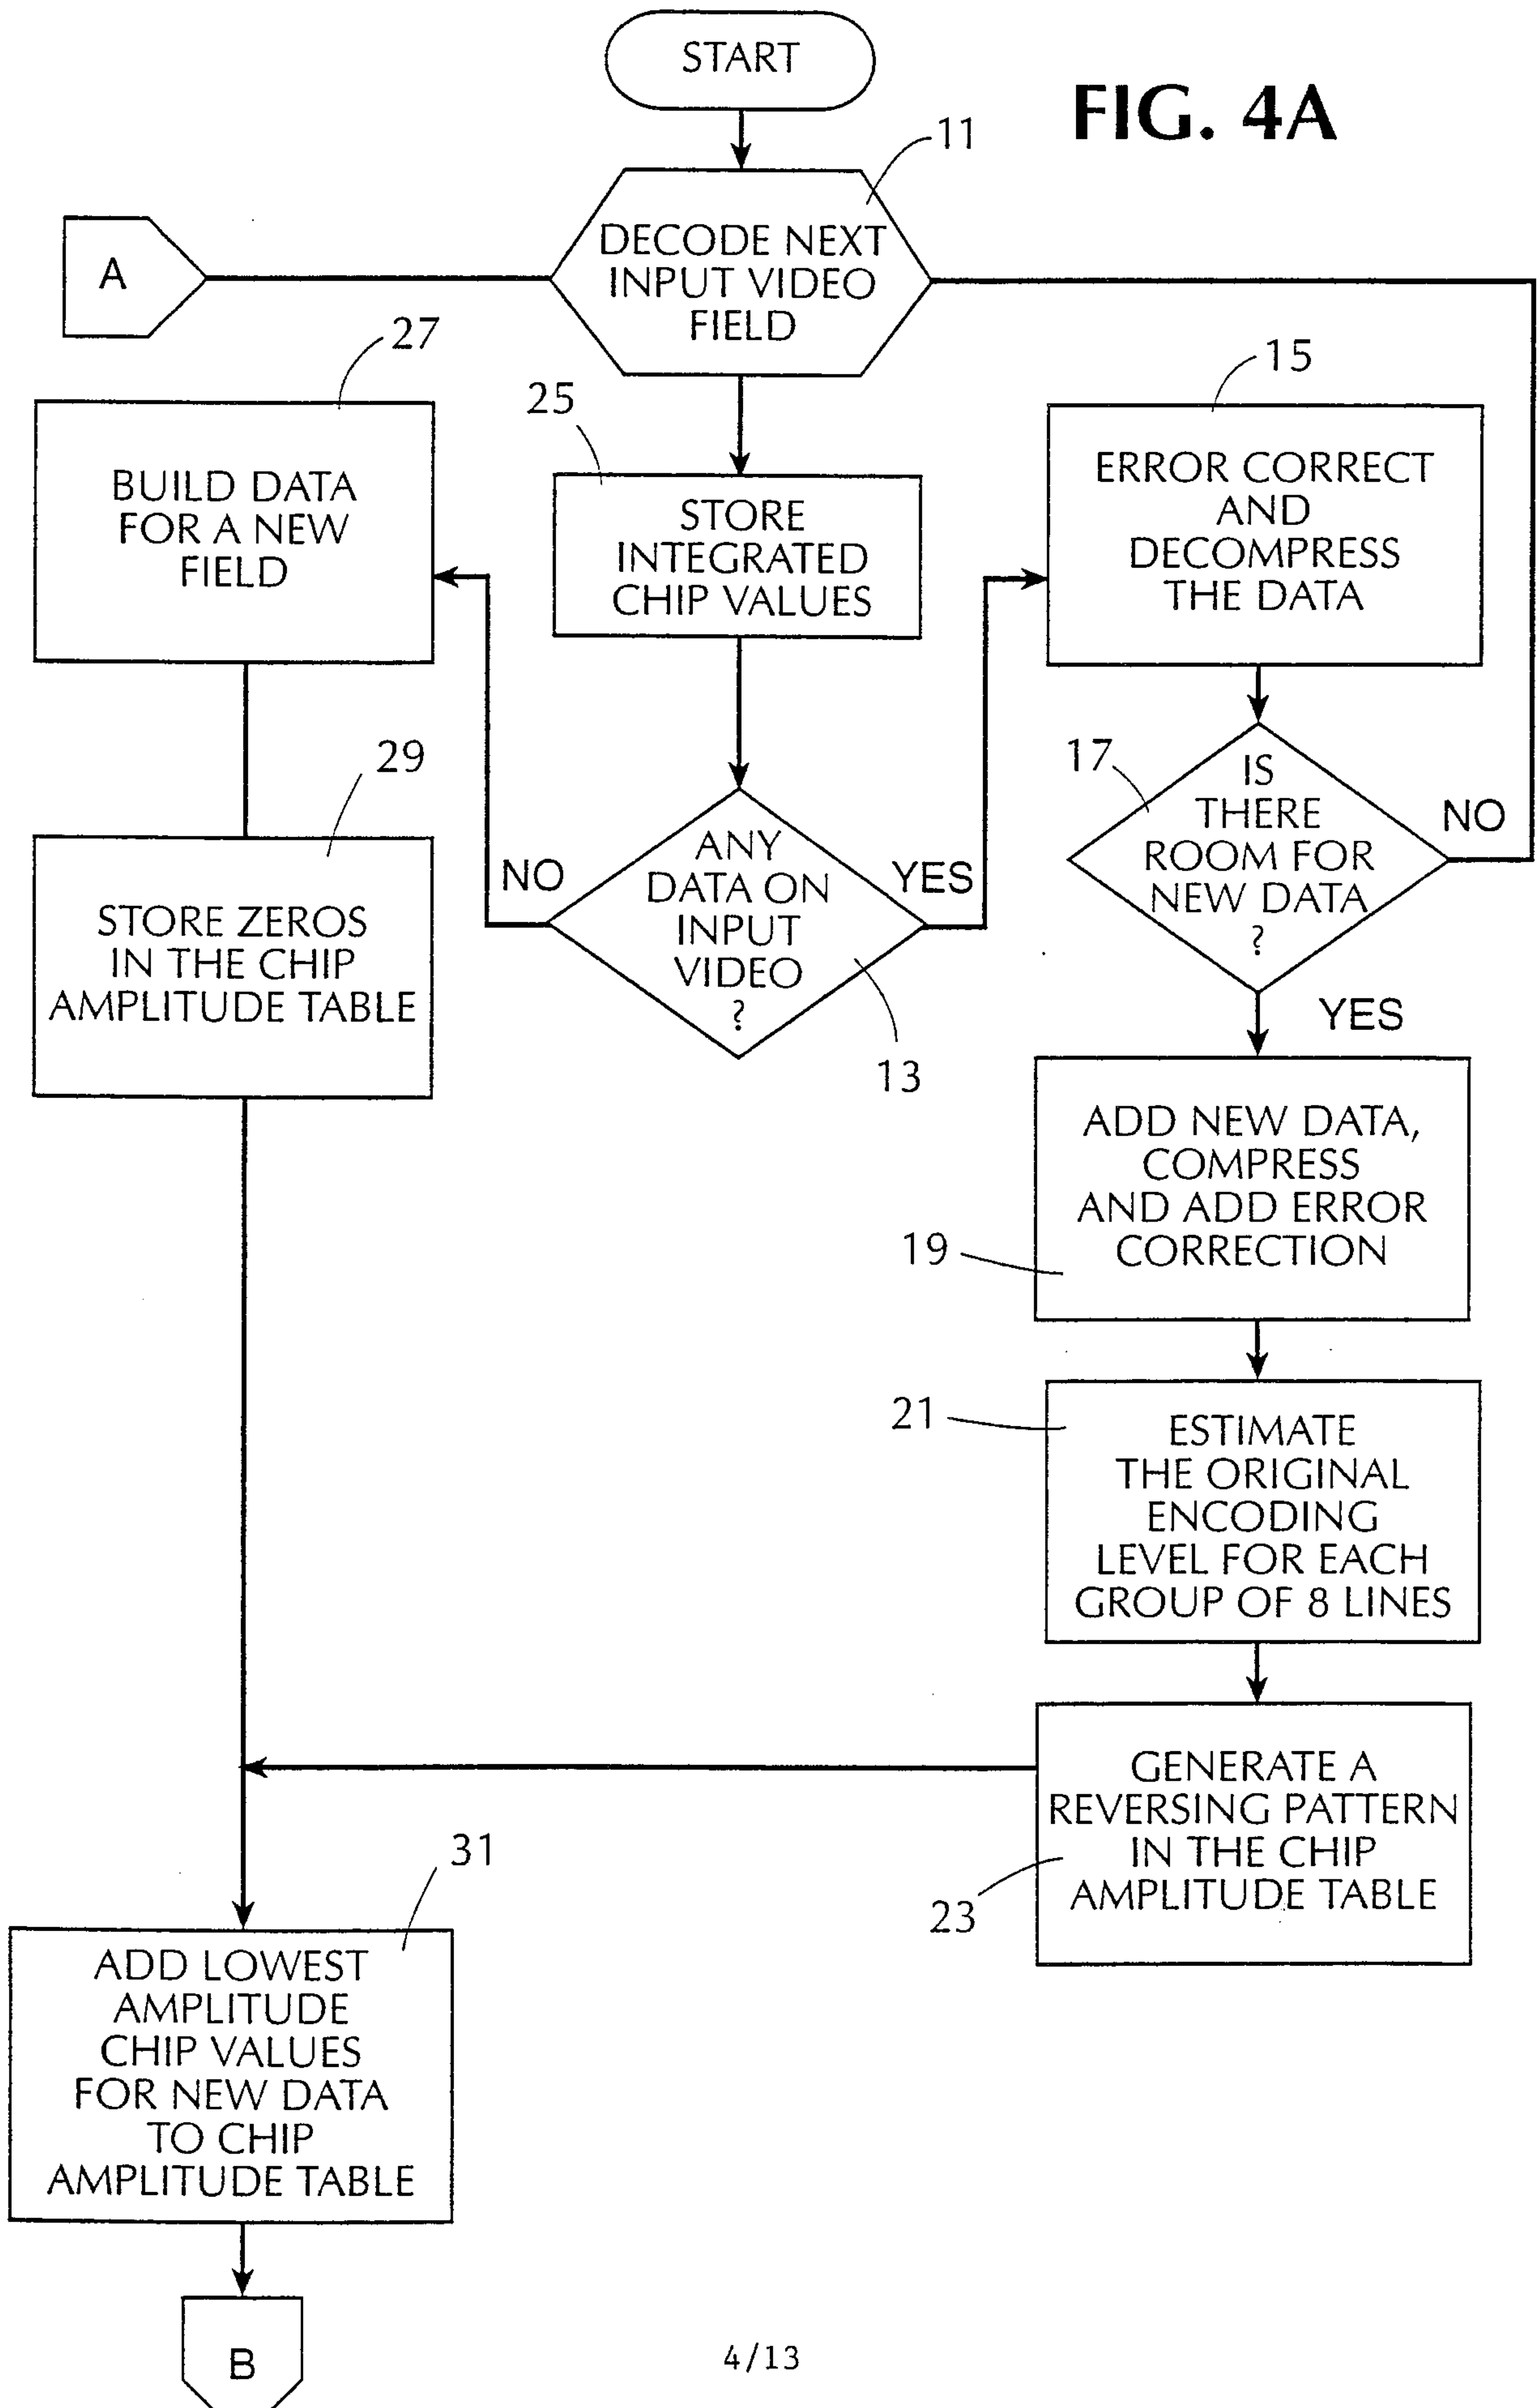 START
FIG. 4A
11
DECODE NEXT
INPUT VIDEO
FIELD
A
27
BUILD DATA
FOR A NEW
FIELD
25
STORE
INTEGRATED
CHIP VALUES
15
ERROR CORRECT
AND
DECOMPRESS
THE DATA
29
STORE ZEROS
IN THE CHIP
AMPLITUDE TABLE
NO
ANY
DATA ON
INPUT
VIDEO
?
YES
13
17
IS
THERE
ROOM FOR
NEW DATA
?
NO
YES
19
ADD NEW DATA,
COMPRESS
AND ADD ERROR
CORRECTION
21
ESTIMATE
THE ORIGINAL
ENCODING
LEVEL FOR EACH
GROUP OF 8 LINES
23
GENERATE A
REVERSING PATTERN
IN THE CHIP
AMPLITUDE TABLE
31
ADD LOWEST
AMPLITUDE
CHIP VALUES
FOR NEW DATA
TO CHIP
AMPLITUDE TABLE
B
4/13